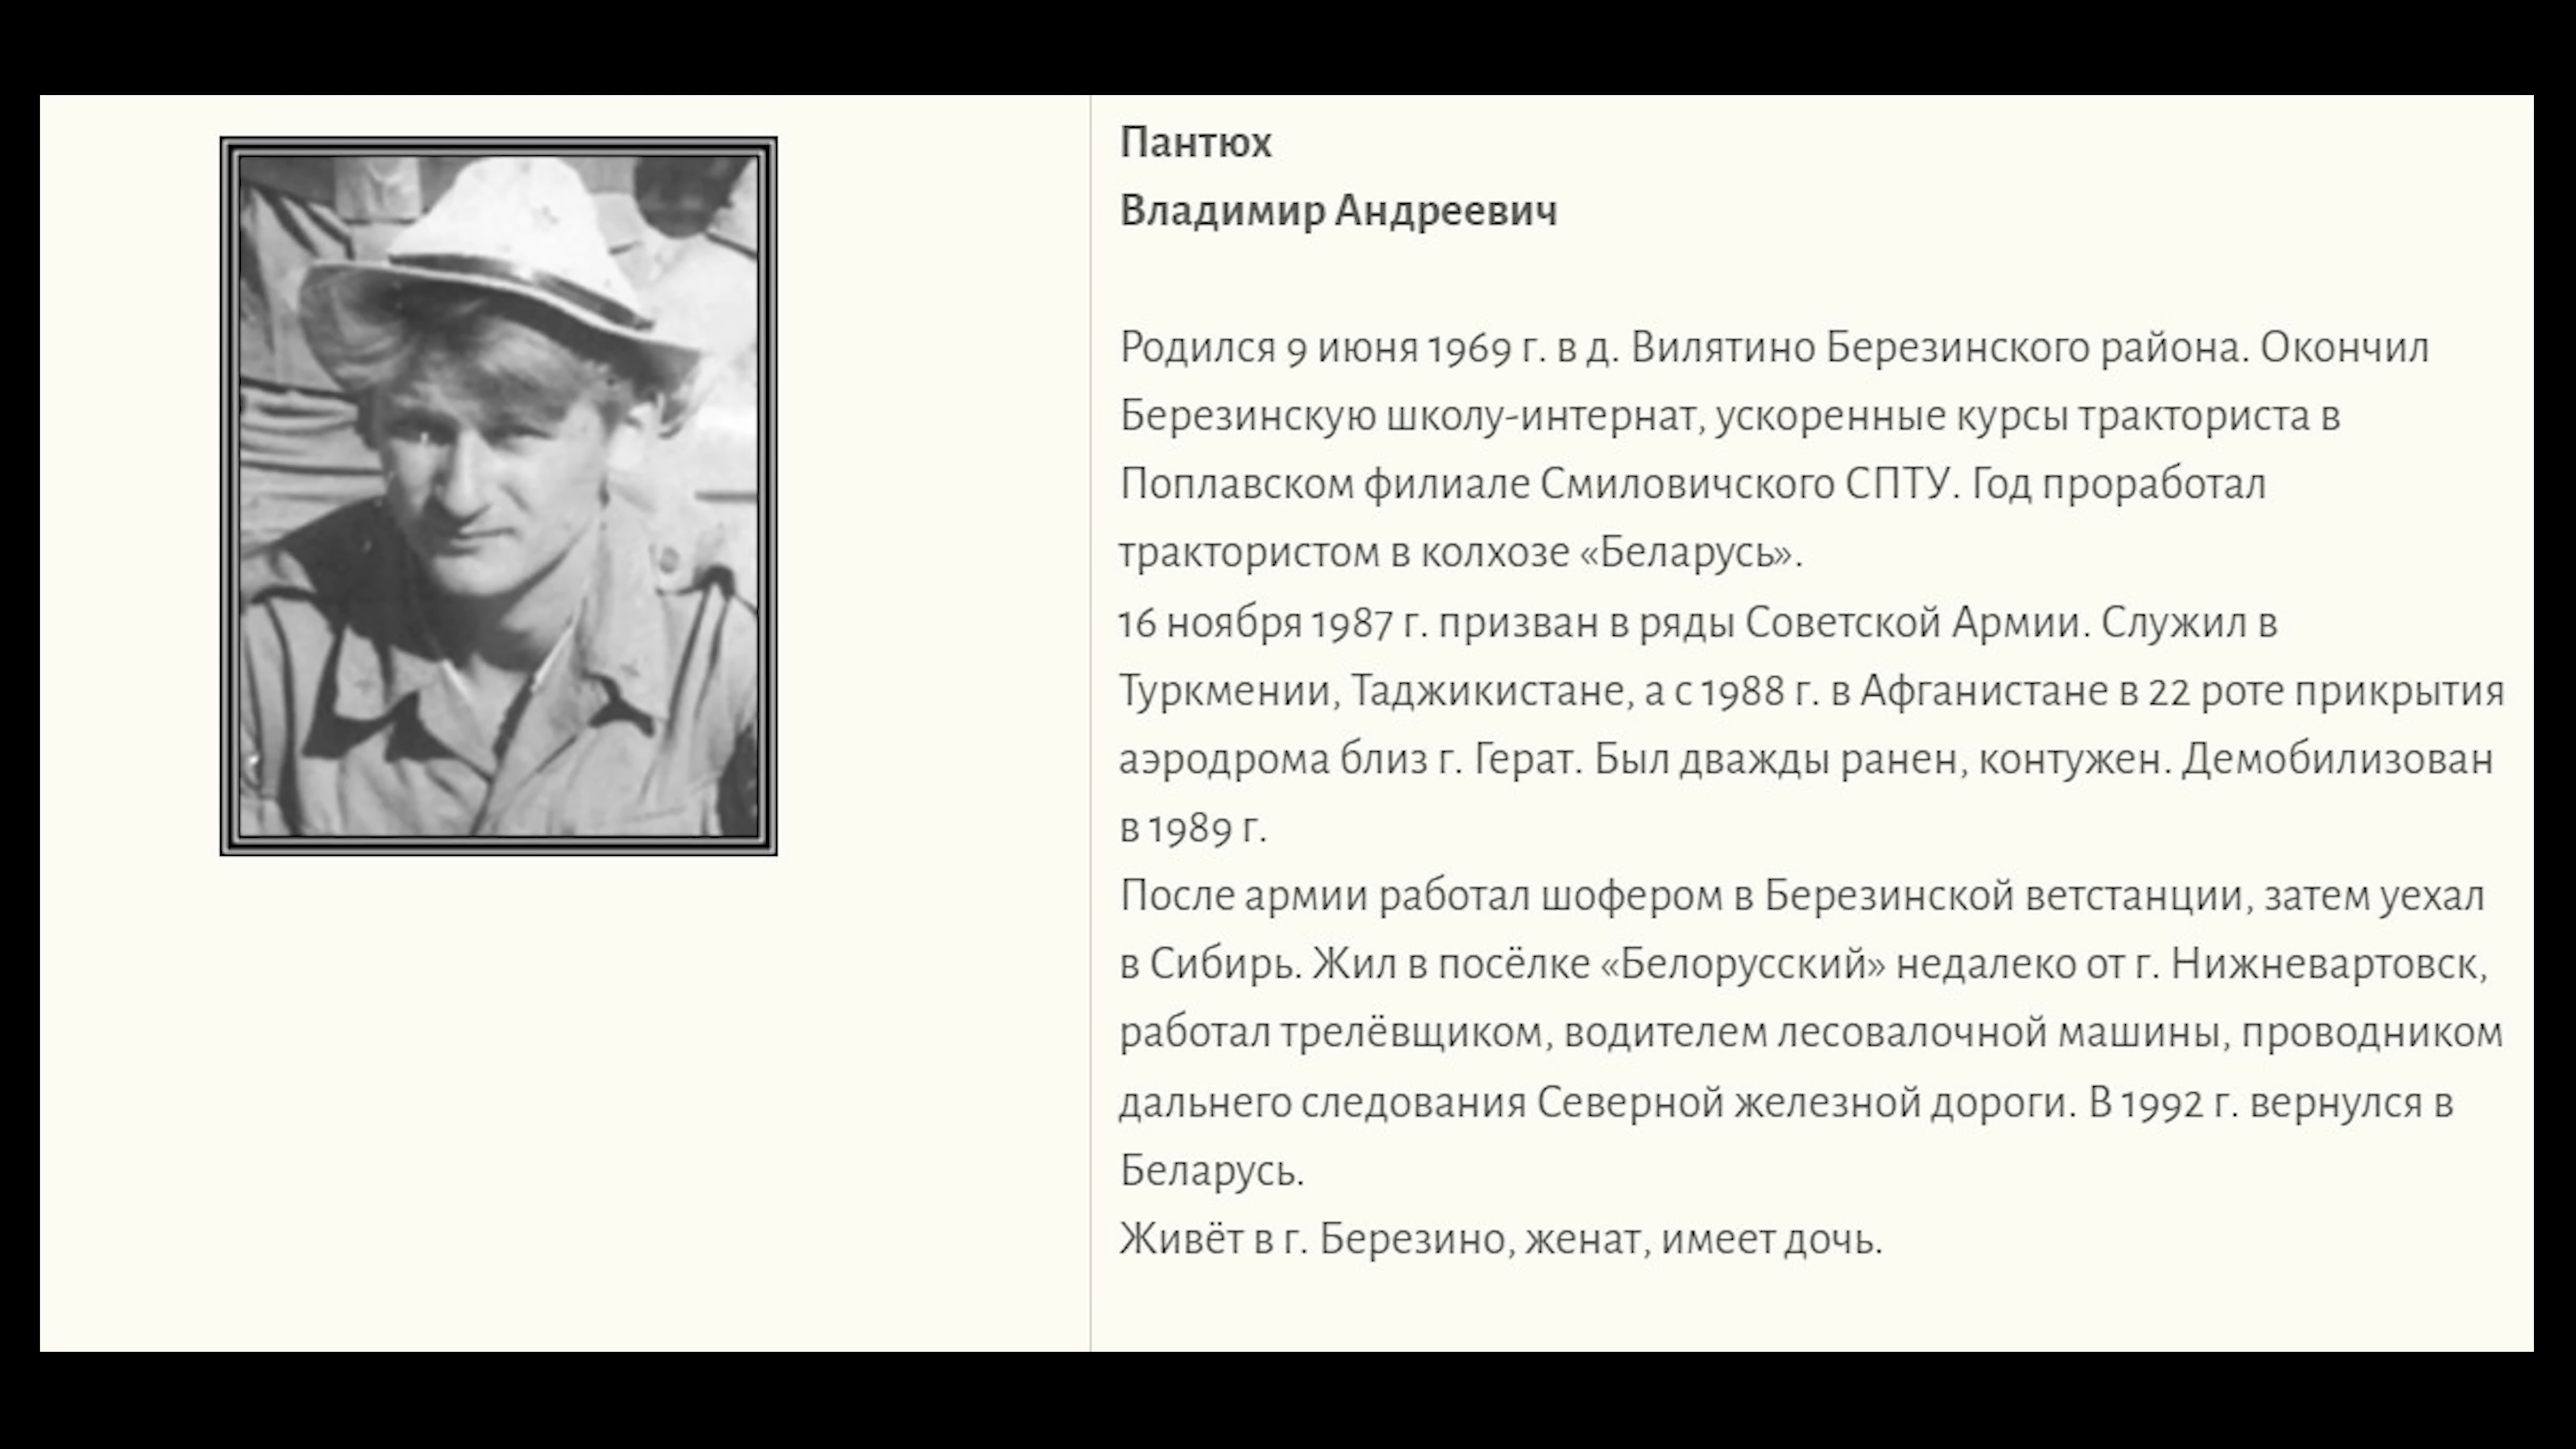 Пантюх
Владимир Андреевич
Родился 9 июня 1969 г. в д. Вилятино Березинского района. Окончил
Березинскую школу-интернат, ускоренные курсы тракториста в
Поплавском филиале Смиловичского СПТУ. Год проработал
трактористом в колхозе «Беларусь».
16 ноября 1987 г. призван в ряды Советской Армии. Служил в
Туркмении, Таджикистане, а с 1988 г. в Афганистане в 22 роте прикрытия
аэродрома близ г. Герат. Был дважды ранен, контужен. Демобилизован
в 1989 г.
После армии работал шофером в Березинской ветстанции, затем уехал
в Сибирь. Жил в посёлке «Белорусский» недалеко от г. Нижневартовск,
работал трелёвщиком, водителем лесовалочной машины, проводником
дальнего следования Северной железной дороги. В 1992 г. вернулся в
Беларусь.
Живёт в г. Березино, женат, имеет дочь.